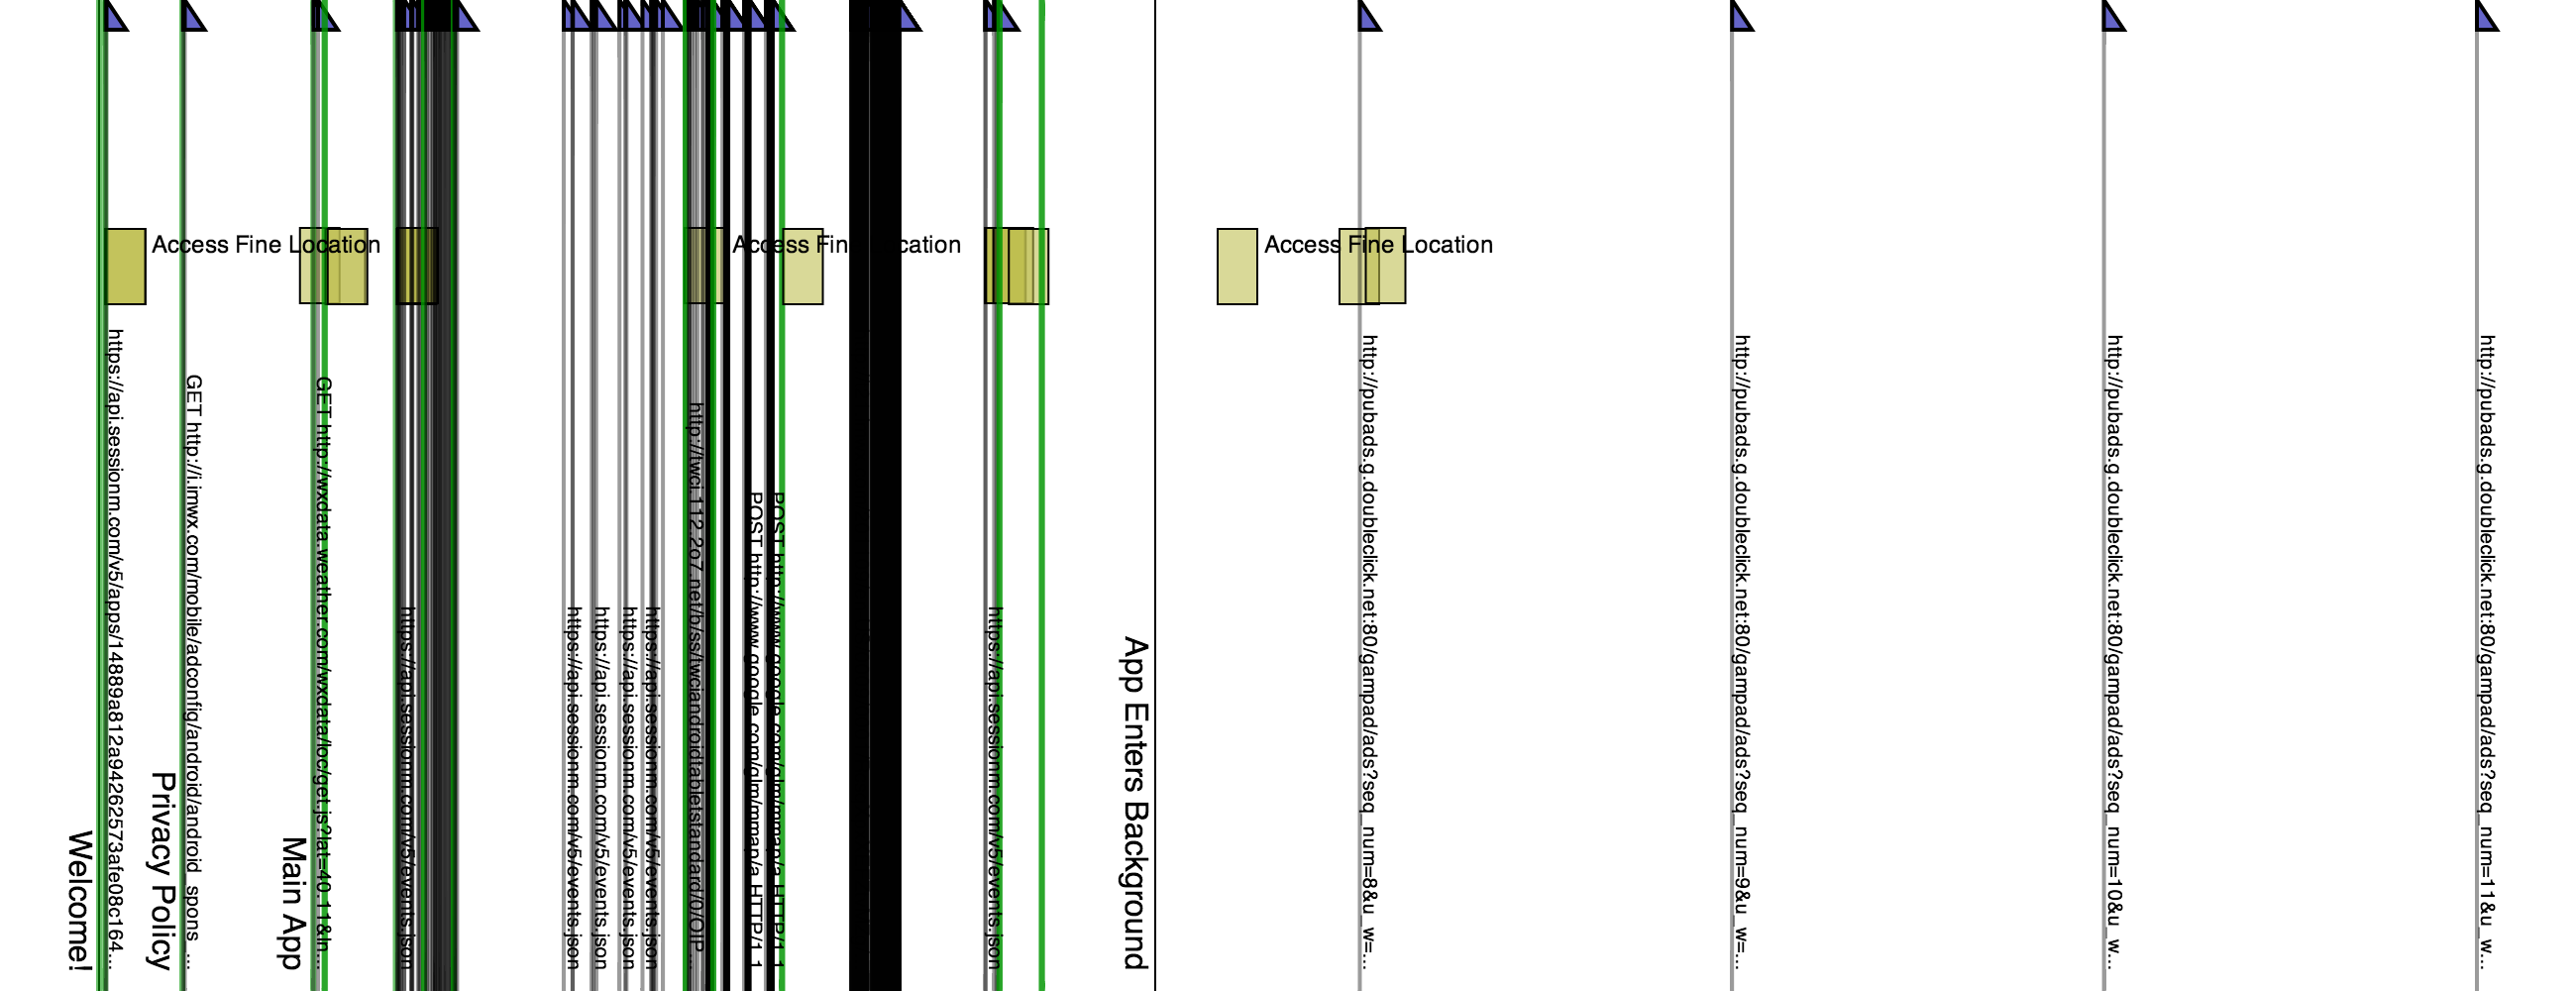 Welcome!
https://api.sessionm.com/v5/apps/14889a812a94262573afe08c164...
Privacy Policy
GET http://i.imwx.com/mobile/adconfig/android/android_spons ...
Access Fine Location
Main App
GET http://wxdata.weather.com/wxdata/loc/get.js?lat=40.11&ln...
https://api.sessionm.com/v5/events.json
https://api.sessionm.com/v5/events.json
https://api.sessionm.com/v5/events.json
https://api.sessionm.com/v5/events.json
https://api.sessionm.com/v5/events.json
http://twci.112.2o7.net/b/ss/twciandroidtabletstandard/0/OIP...
Access Fin cation
POST http://www.google.com/glm/mmap/a HTTP/1.1
POST http://www.google.com/glm/mmap/a HTTP/1.1
https://api.sessionm.com/v5/events.json
App Enters Background
Access Fine Location
http://pubads.g.doubleclick.net:80/gampad/ads?seq_num=8&u_w=...
http://pubads.g.doubleclick.net:80/gampad/ads?seq_num=9&u_w=...
http://pubads.g.doubleclick.net:80/gampad/ads?seq_num=10&u_w...
http://pubads.g.doubleclick.net:80/gampad/ads?seq_num=11&u_w...